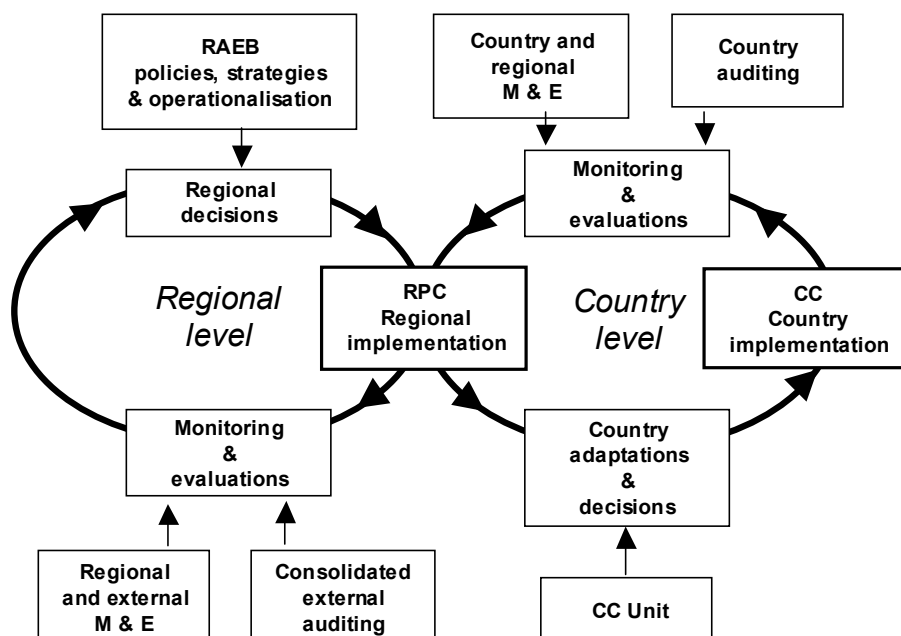 RAEB
policies, strategies
& operationalisation
Country and
regional
M & E
Country
auditing
Regional
decisions
Monitoring
&
evaluations
Regional
level
RPC
Regional
implementation
Country
level
CC
Country
implementation
Monitoring
&
evaluations
Country
adaptations
&
decisions
Regional
and external
M & E
Consolidated
external
auditing
CC Unit